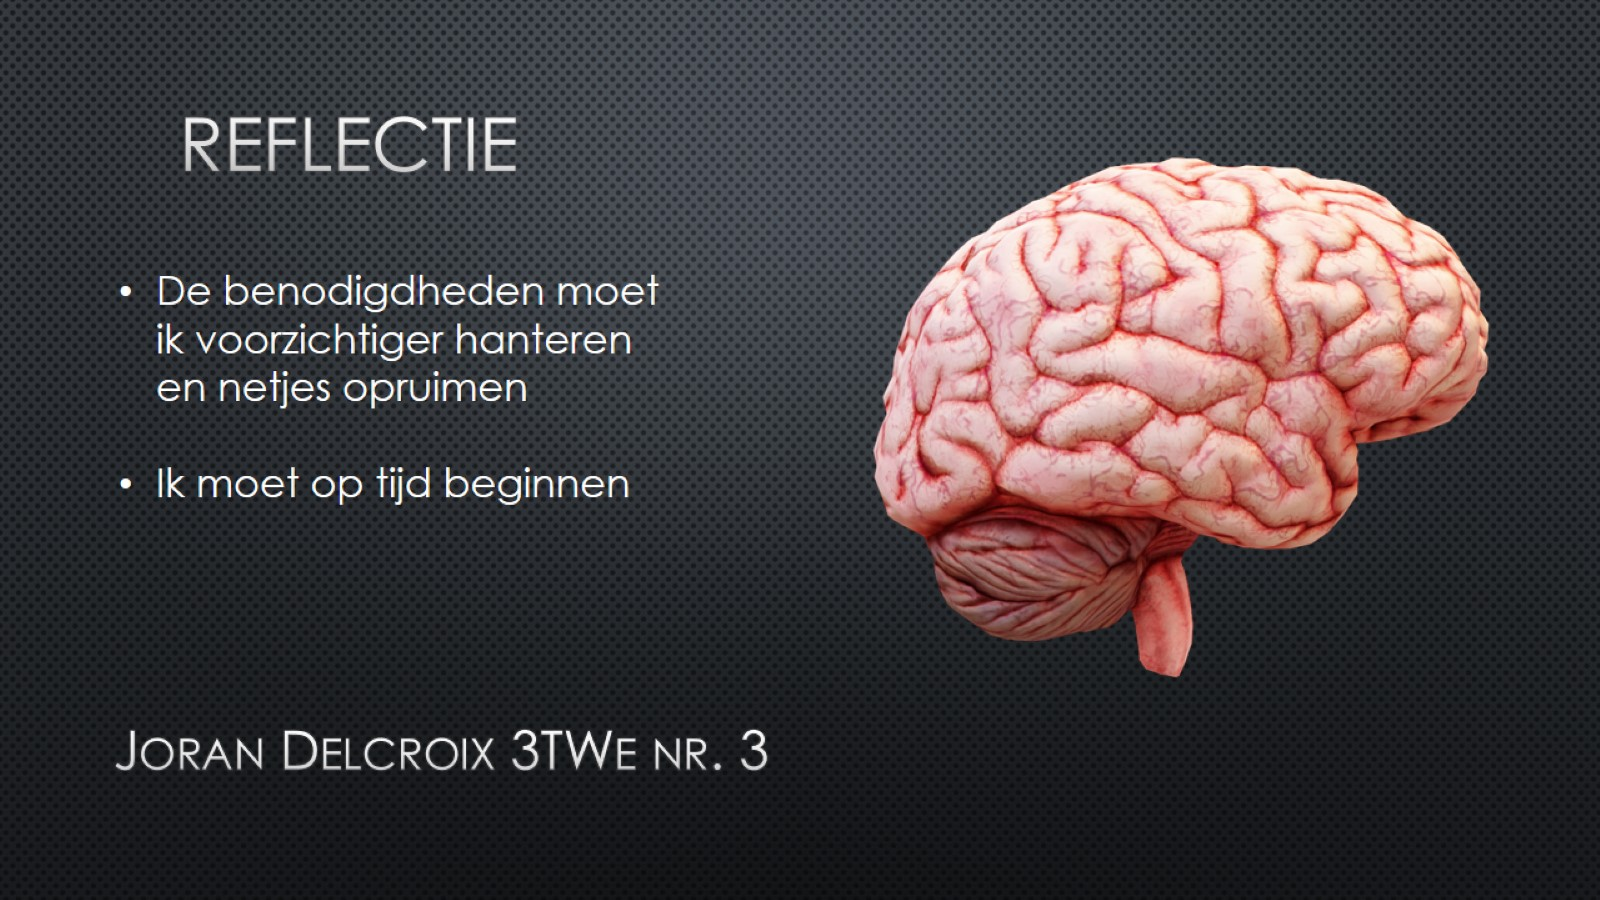 REFLECTIE
• De benodigdheden moet
ik voorzichtiger hanteren
en netjes opruimen
• Ik moet op tijd beginnen
Joran Delcroix 3TWe nr. 3